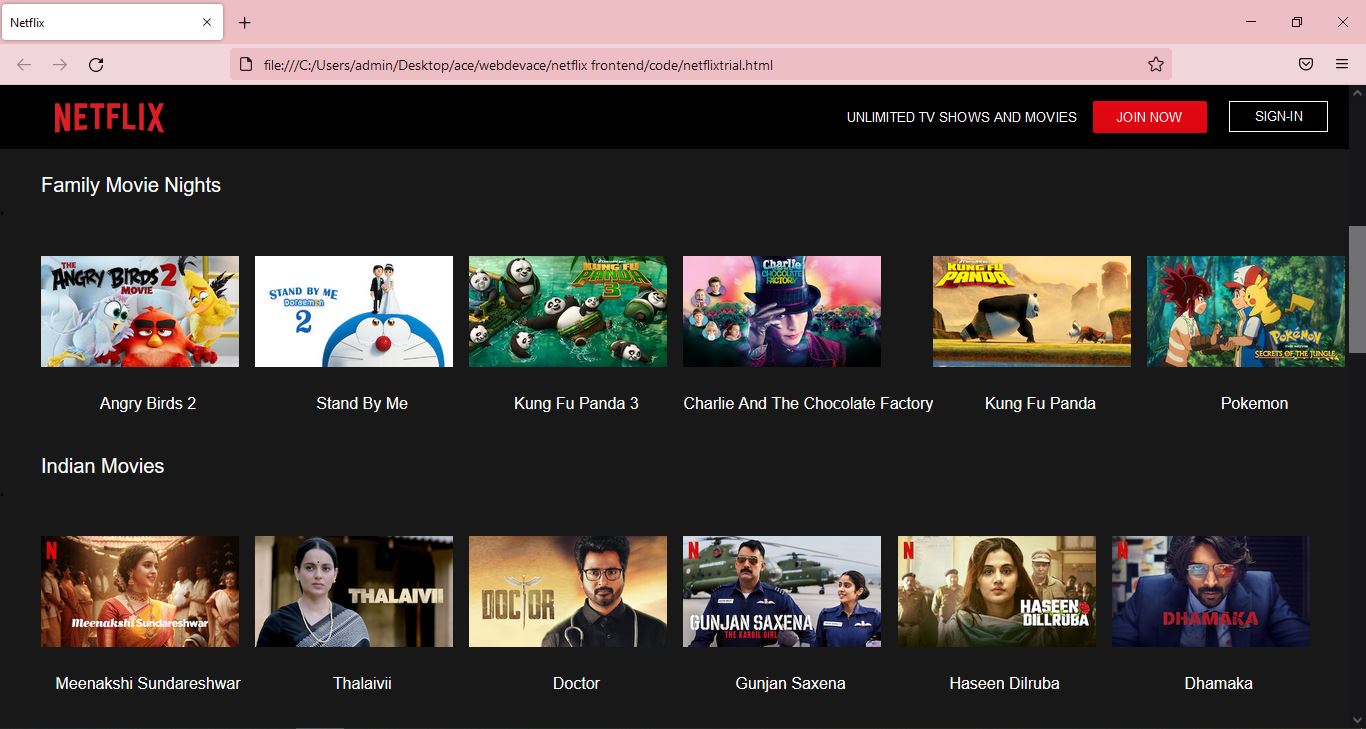 Netflix
file:///C:/Users/admin/Desktop/ace/webdevace/netflix frontend/code/netflixtrial.html
NETFLIX
UNLIMITED TV SHOWS AND MOVIES
JOIN NOW
SIGN-IN
Family Movie Nights
THE
ANGRY BIRDS 2
MOVIE
STAND BY ME
Doraemon
2
KUNG FU
PANDA
3
Charlie
AND THE
CHOCOLATE
FACTORY
KUNG FU
PANDA
POKéMON
THE MOVIE
SECRETS OF THE JUNGLE
Angry Birds 2
Stand By Me
Kung Fu Panda 3
Charlie And The Chocolate Factory
Kung Fu Panda
Pokemon
Indian Movies
N
Meenakshi Sundareshwar
THALAIVII
DOCTOR
N
GUNJAN SAXENA
THE KARGIL GIRL
N
HASEEN
DILLRUBA
N
DHAMAKA
Meenakshi Sundareshwar
Thalaivii
Doctor
Gunjan Saxena
Haseen Dilruba
Dhamaka